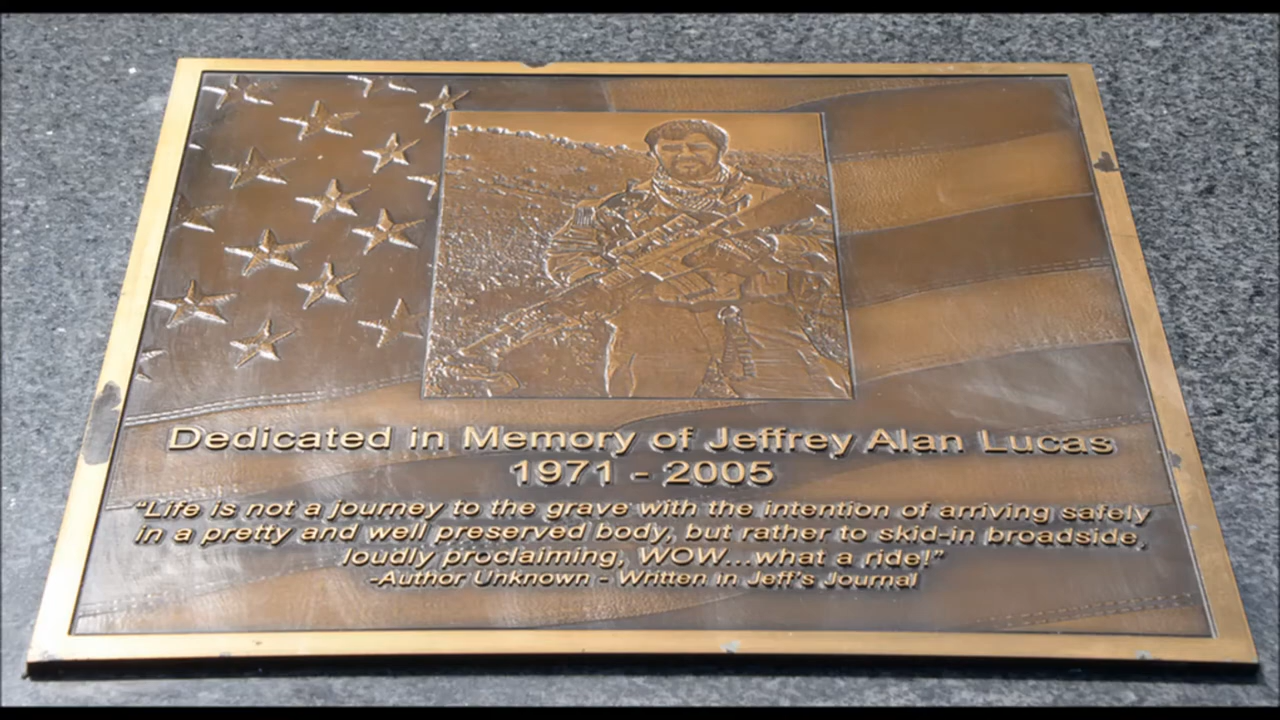 Dedicated in Memory of Jeffrey Alan Lucas
1971 - 2005
“Life is not a journey to the grave with the intention of arriving safely
in a pretty and well preserved body, but rather to skid-in broadside,
loudly proclaiming, WOW...what a ride!”
-Author Unknown - Written in Jeff's Journal